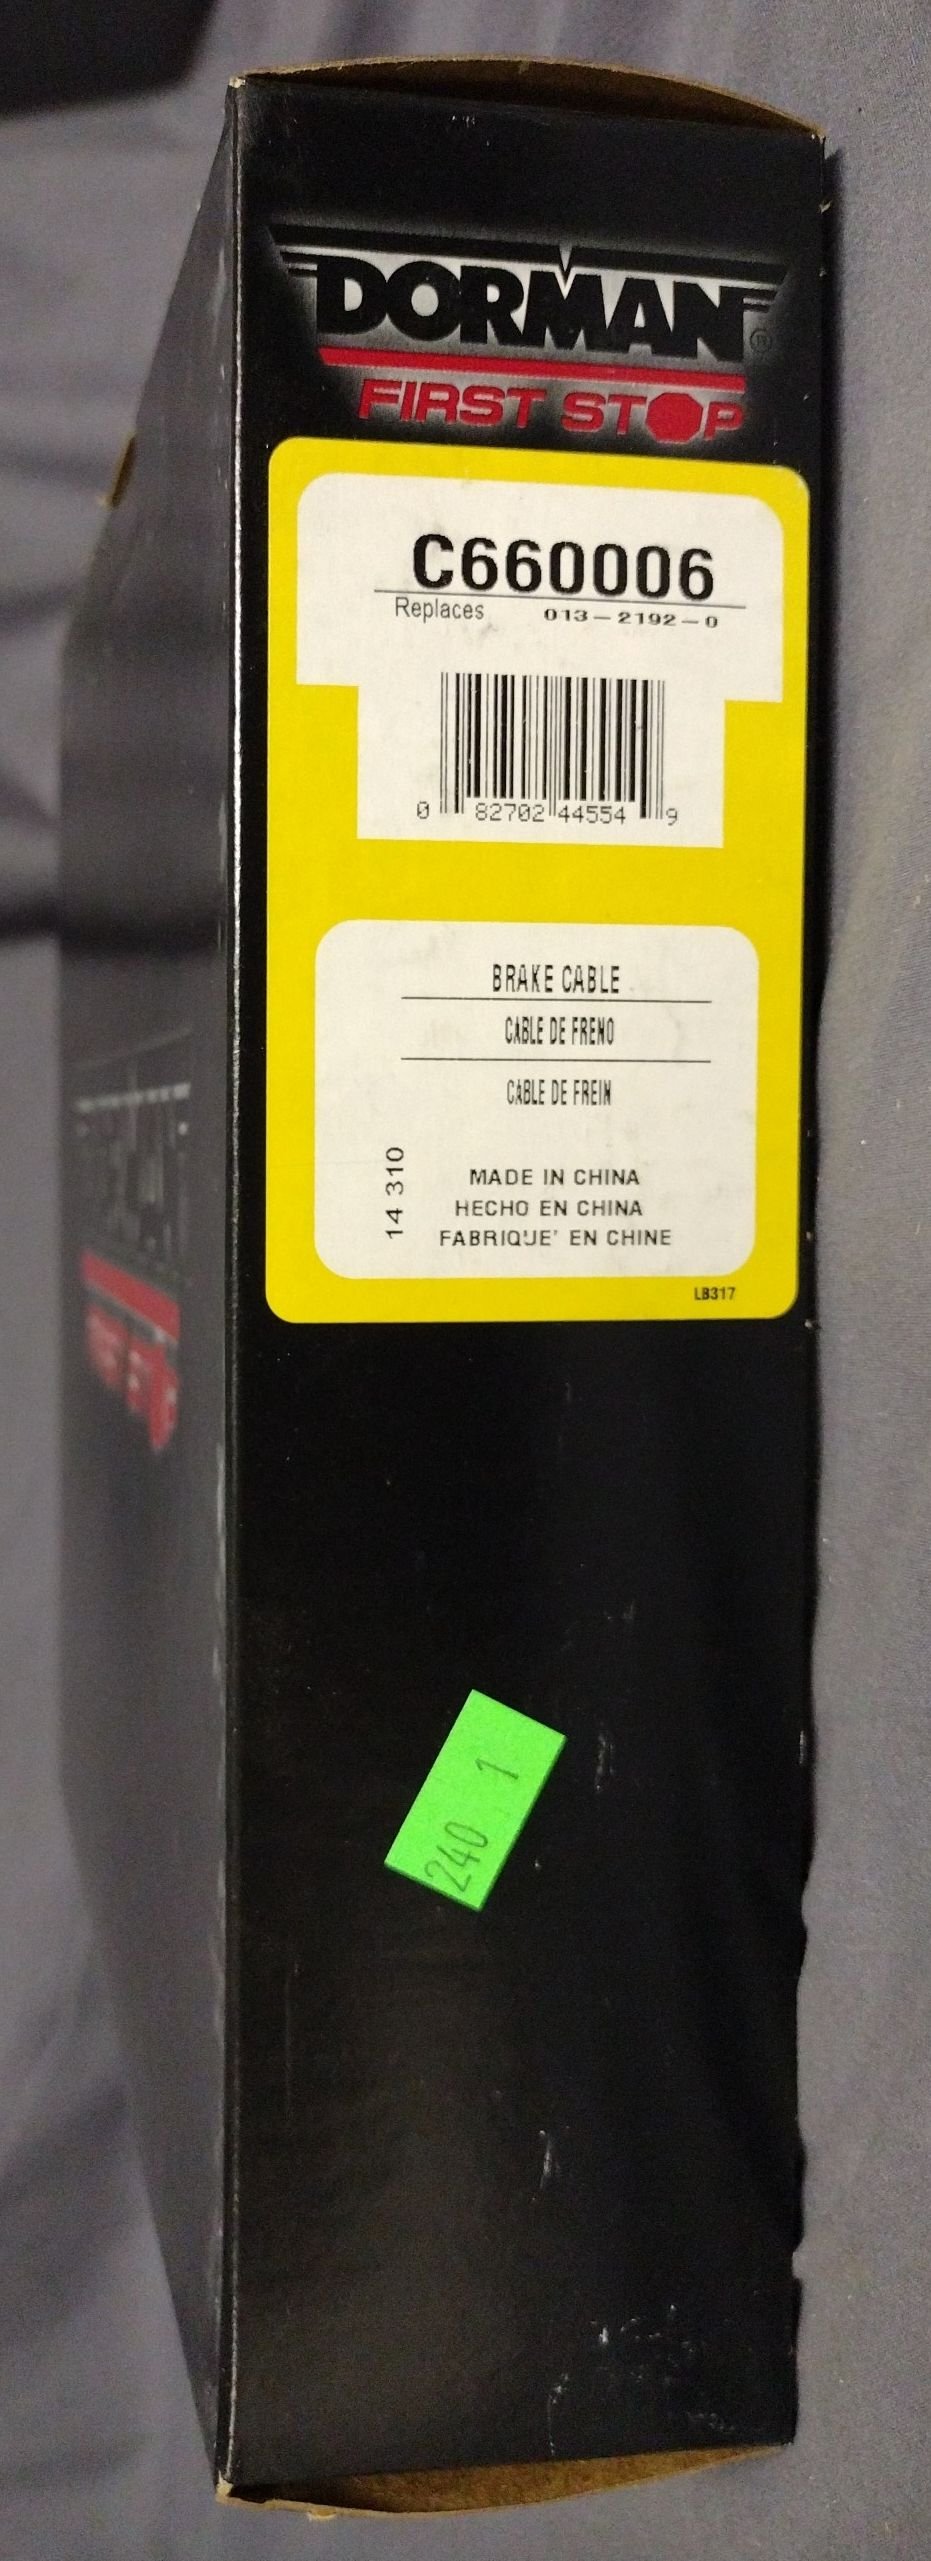 DORMAN®
FIRST STOP
C660006
Replaces 013-2192-0
0 82702 44554 9
BRAKE CABLE
CABLE DE FRENO
CABLE DE FREIN
14 310
MADE IN CHINA
HECHO EN CHINA
FABRIQUE' EN CHINE
LB317
240 1